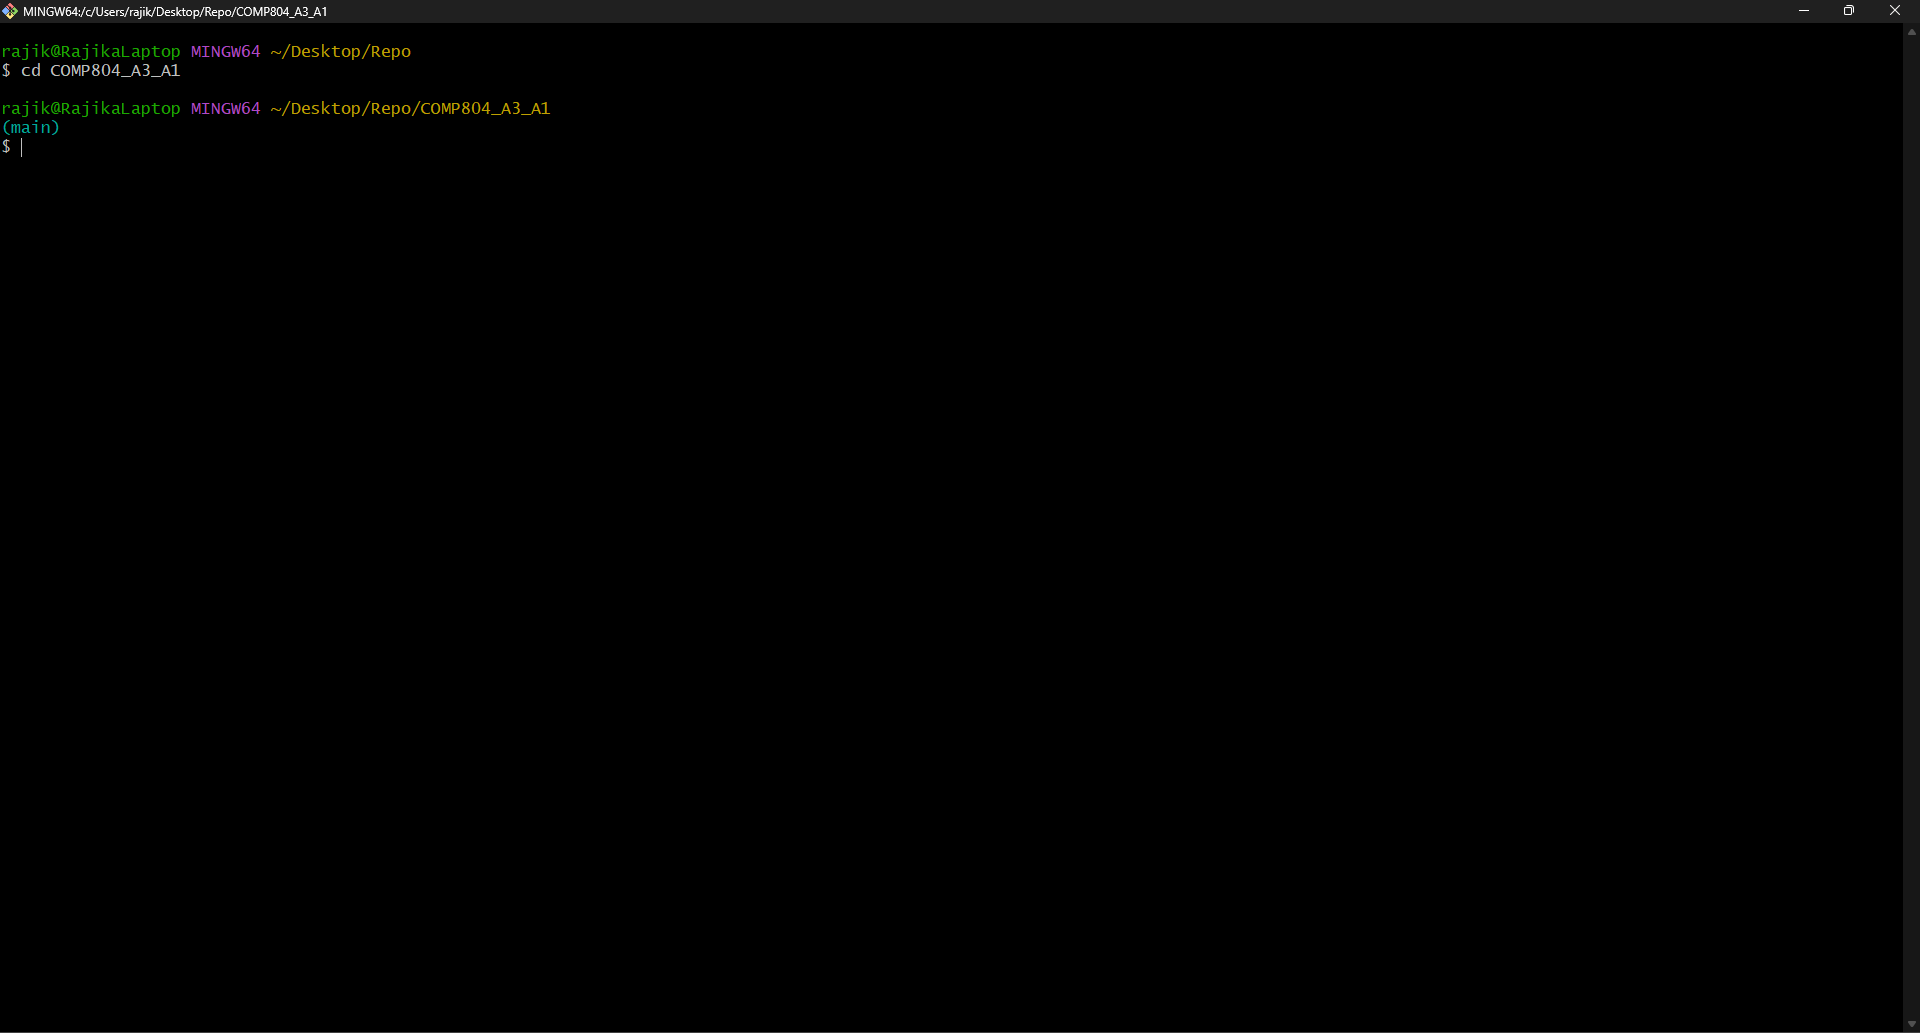 MINGW64:/c/Users/rajik/Desktop/Repo/COMP804_A3_A1
rajik@RajikaLaptop MINGW64 ~/Desktop/Repo
$ cd COMP804_A3_A1
rajik@RajikaLaptop MINGW64 ~/Desktop/Repo/COMP804_A3_A1
(main)
$